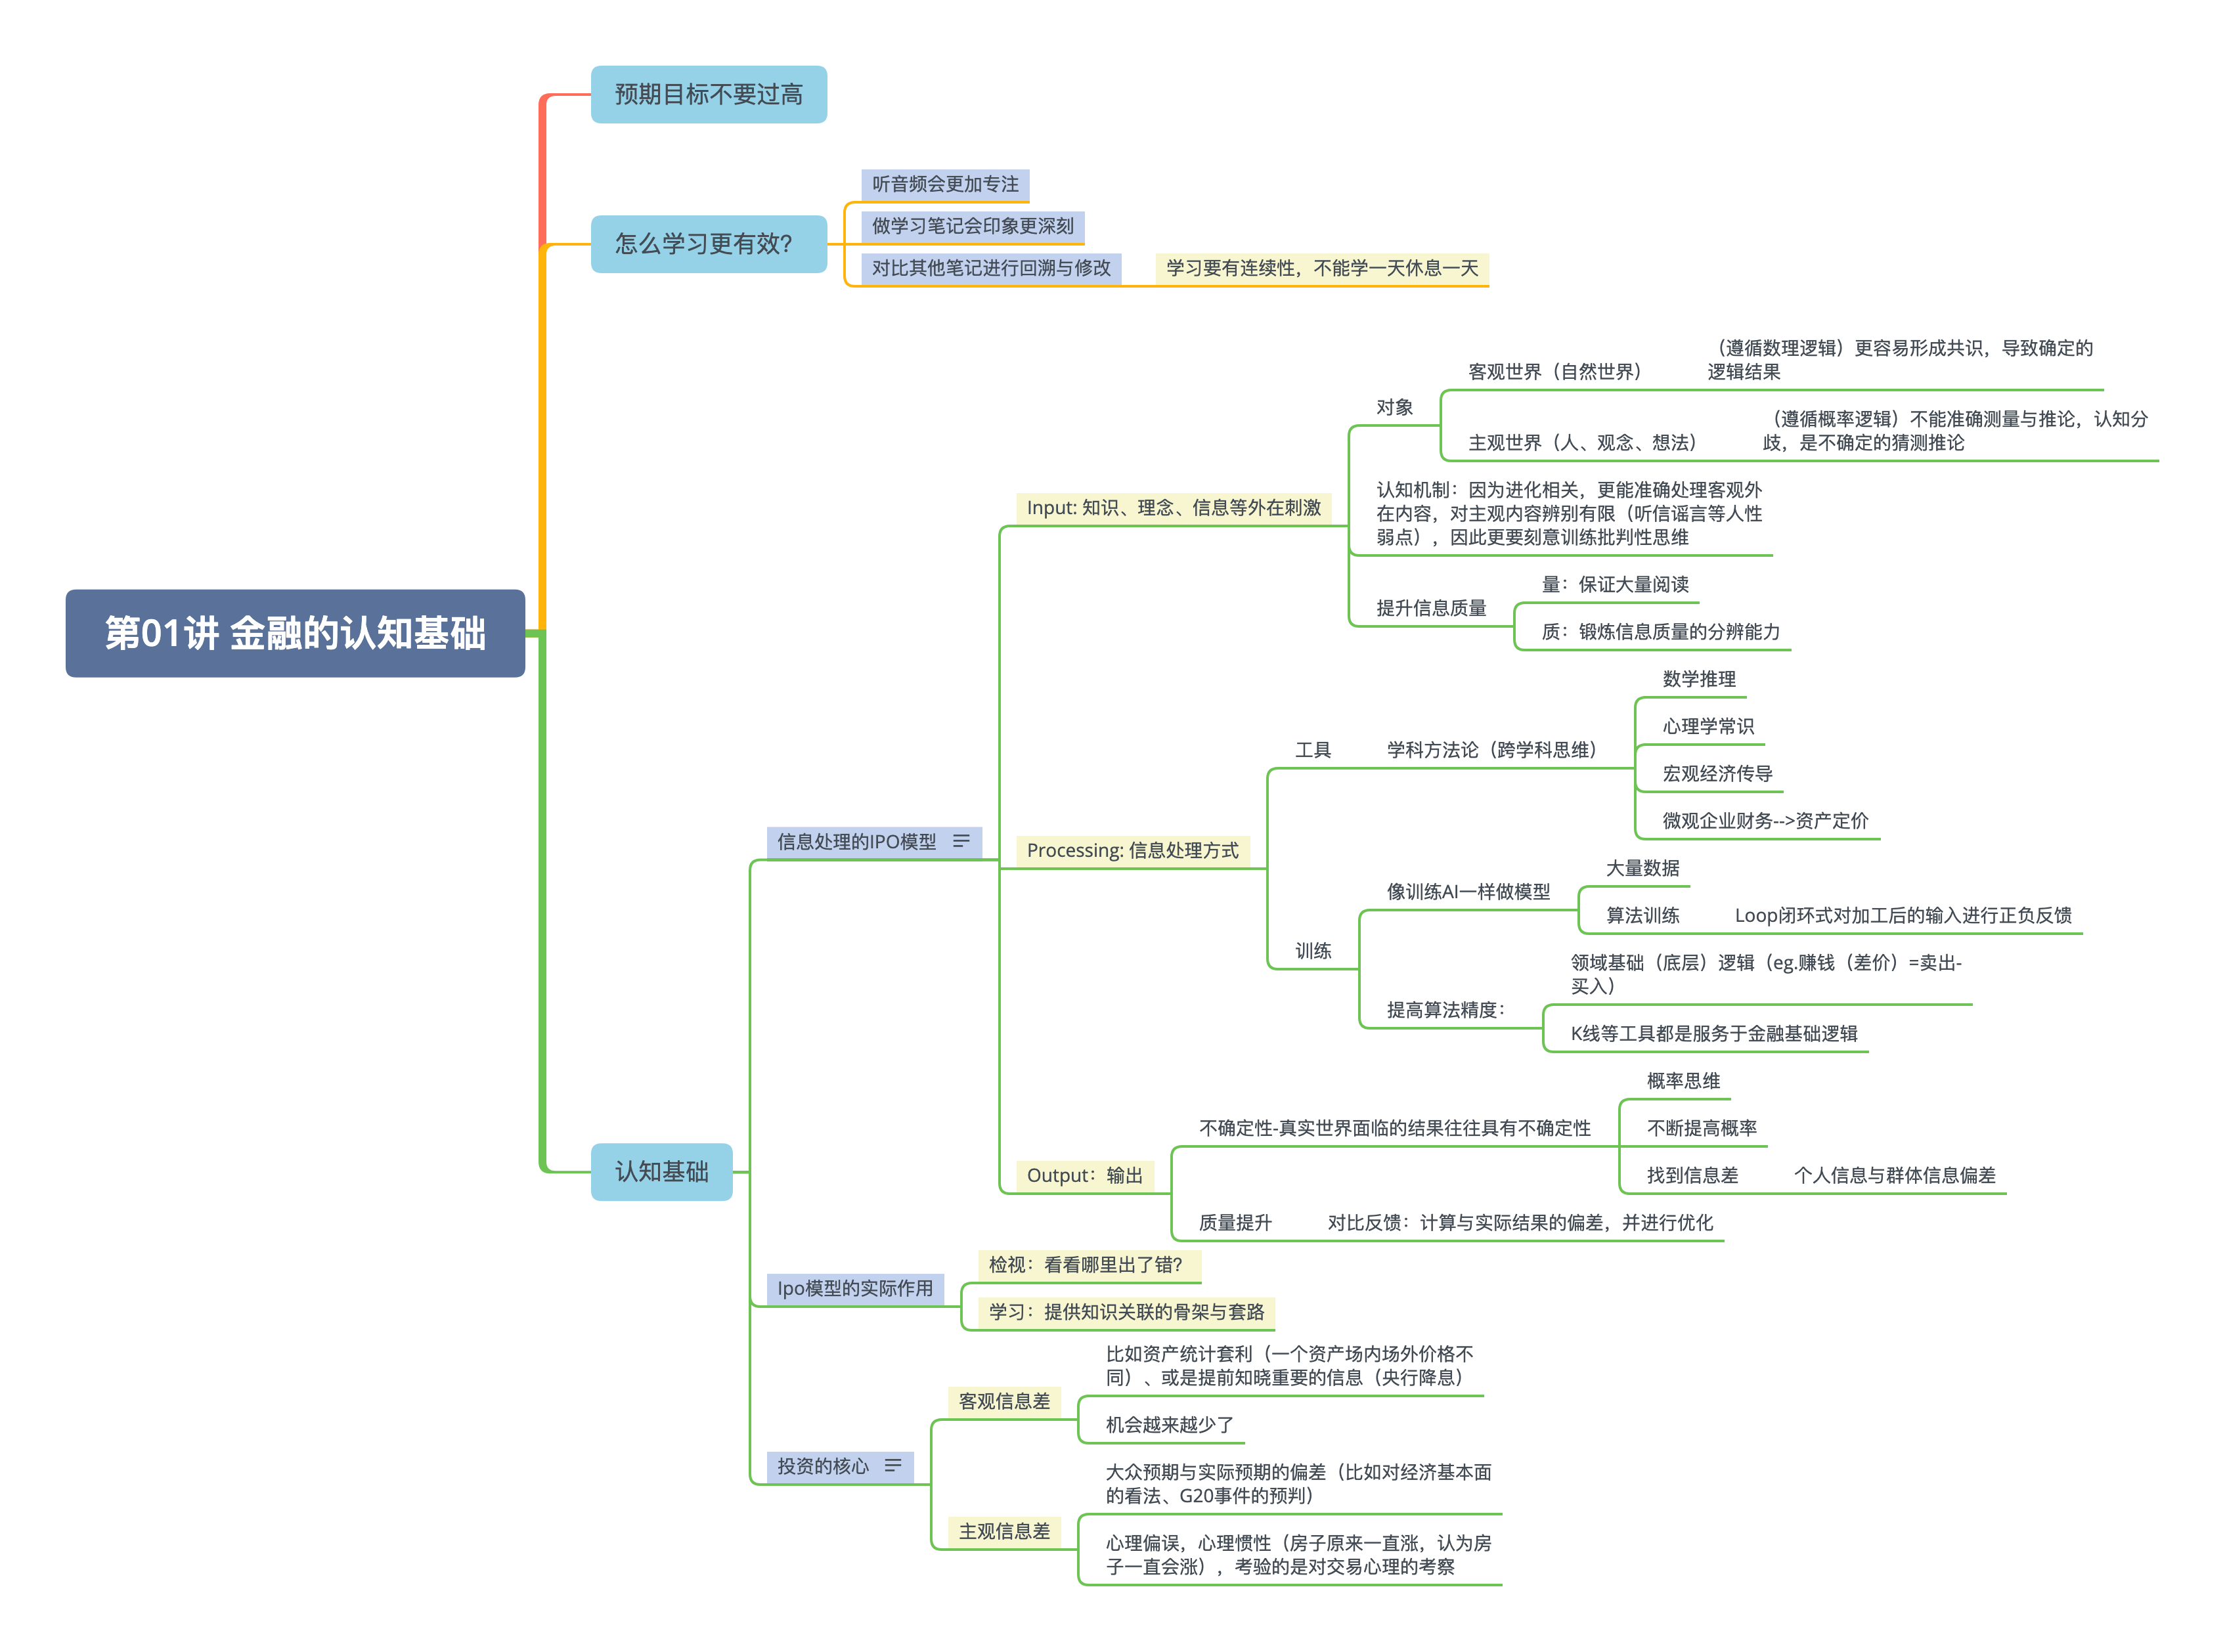 预期目标不要过高
怎么学习更有效？
听音频会更加专注
做学习笔记会印象更深刻
对比其他笔记进行回溯与修改
学习要有连续性，不能学一天休息一天
第01讲 金融的认知基础
认知基础
信息处理的IPO模型
Input: 知识、理念、信息等外在刺激
对象
客观世界（自然世界）
（遵循数理逻辑）更容易形成共识，导致确定的
逻辑结果
主观世界（人、观念、想法）
（遵循概率逻辑）不能准确测量与推论，认知分
歧，是不确定的猜测推论
认知机制：因为进化相关，更能准确处理客观外
在内容，对主观内容辨别有限（听信谣言等人性
弱点），因此更要刻意训练批判性思维
提升信息质量
量：保证大量阅读
质：锻炼信息质量的分辨能力
Processing: 信息处理方式
工具
学科方法论（跨学科思维）
数学推理
心理学常识
宏观经济传导
微观企业财务-->资产定价
训练
像训练AI一样做模型
大量数据
算法训练
Loop闭环式对加工后的输入进行正负反馈
提高算法精度：
领域基础（底层）逻辑（eg.赚钱（差价）=卖出-
买入）
K线等工具都是服务于金融基础逻辑
Output：输出
不确定性-真实世界面临的结果往往具有不确定性
概率思维
不断提高概率
找到信息差
个人信息与群体信息偏差
质量提升
对比反馈：计算与实际结果的偏差，并进行优化
Ipo模型的实际作用
检视：看看哪里出了错？
学习：提供知识关联的骨架与套路
投资的核心
客观信息差
比如资产统计套利（一个资产场内场外价格不
同）、或是提前知晓重要的信息（央行降息）
机会越来越少了
主观信息差
大众预期与实际预期的偏差（比如对经济基本面
的看法、G20事件的预判）
心理偏误，心理惯性（房子原来一直涨，认为房
子一直会涨），考验的是对交易心理的考察